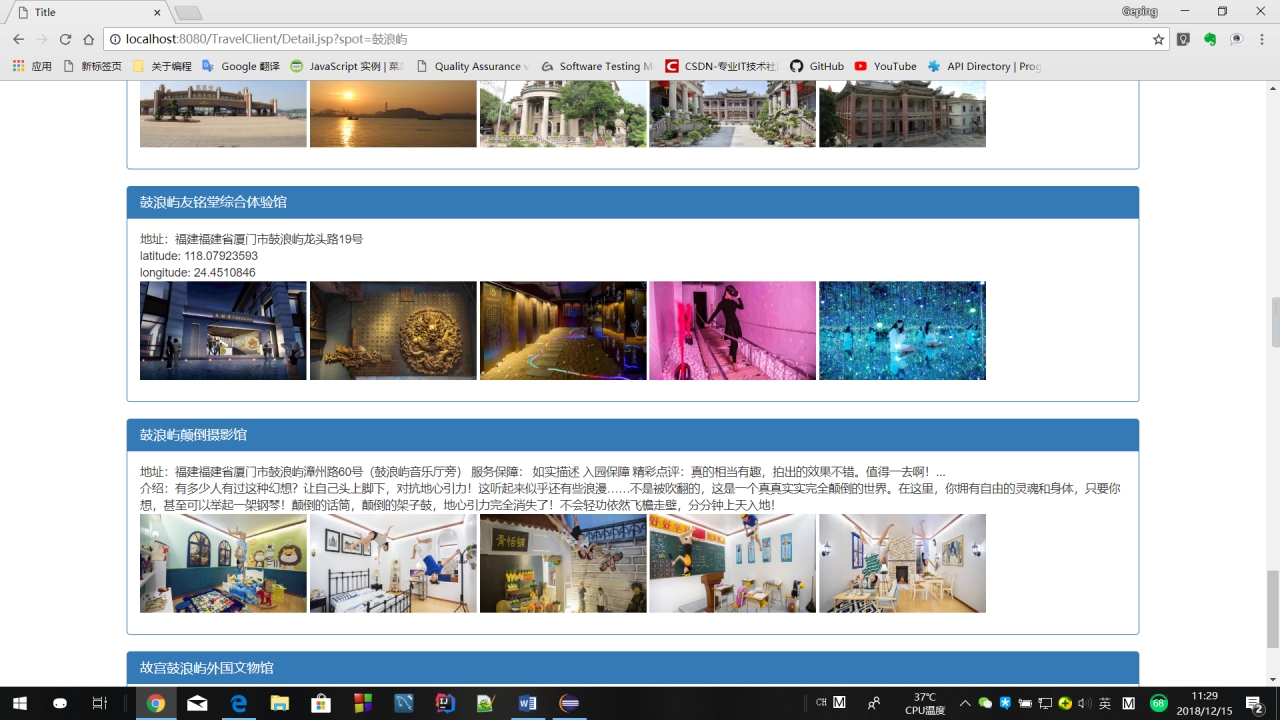 Title
Geping
localhost:8080/TravelClient/Detail.jsp?spot=鼓浪屿
应用 新标签页 关于编程 Google 翻译 JavaScript 实例 | 菜 Quality Assurance Software Testing M CSDN-专业IT技术社 GitHub YouTube API Directory | Prog
鼓浪屿友铭堂综合体验馆
地址：福建福建省厦门市鼓浪屿龙头路19号
latitude: 118.07923593
longitude: 24.4510846
鼓浪屿颠倒摄影馆
地址：福建福建省厦门市鼓浪屿漳州路60号（鼓浪屿音乐厅旁） 服务保障： 如实描述 入园保障 精彩点评：真的相当有趣，拍出的效果不错。值得一去啊！...
介绍：有多少人有过这种幻想？让自己头上脚下，对抗地心引力！这听起来似乎还有些浪漫……不是被吹翻的，这是一个真真实实完全颠倒的世界。在这里，你拥有自由的灵魂和身体，只要你
想，甚至可以举起一架钢琴！颠倒的话筒，颠倒的架子鼓，地心引力完全消失了！不会轻功依然飞檐走壁，分分钟上天入地！
故宫鼓浪屿外国文物馆
37℃
CPU温度
英
68
11:29
2018/12/15
2